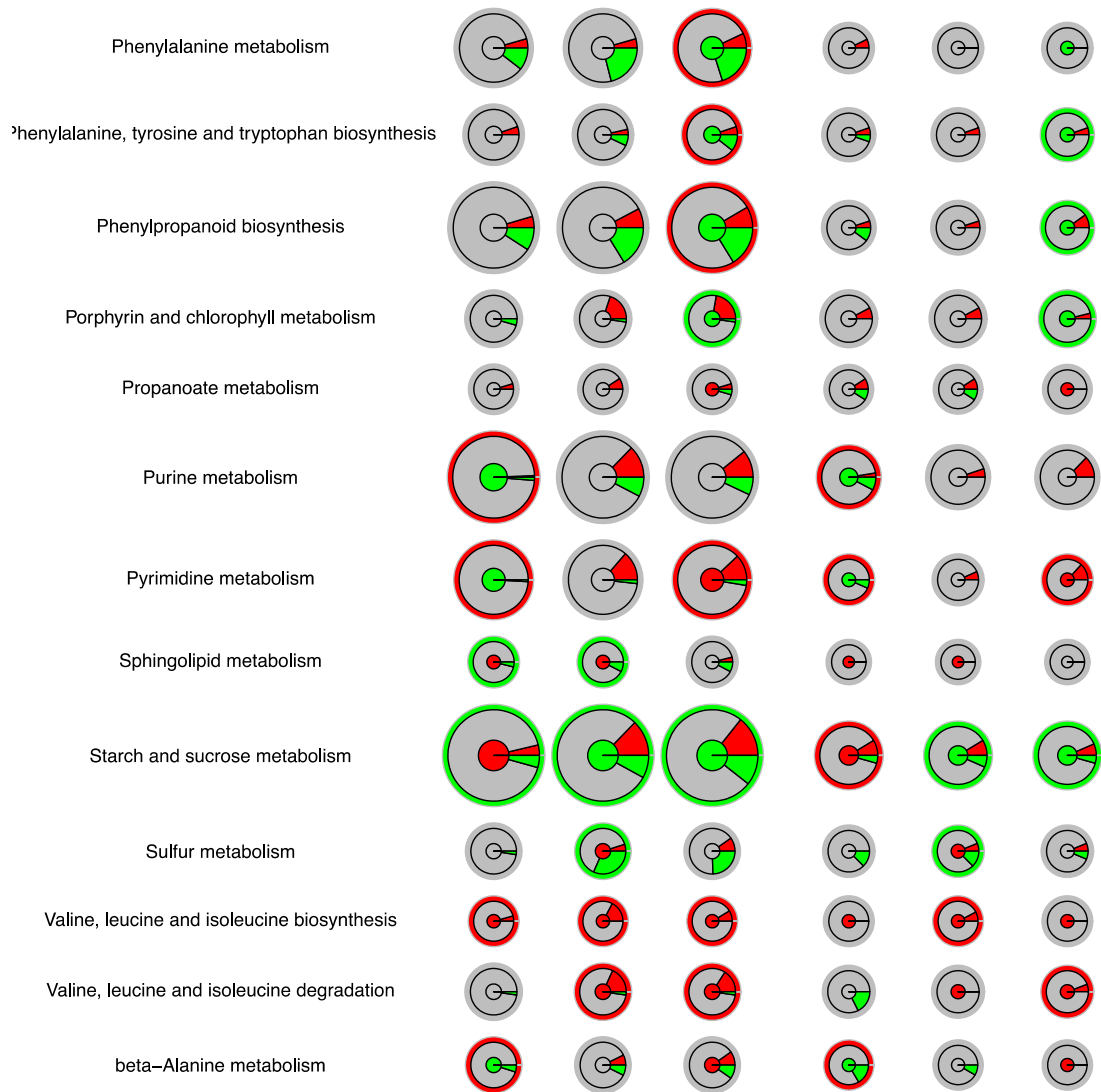 Phenylalanine metabolism
Phenylalanine, tyrosine and tryptophan biosynthesis
Phenylpropanoid biosynthesis
Porphyrin and chlorophyll metabolism
Propanoate metabolism
Purine metabolism
Pyrimidine metabolism
Sphingolipid metabolism
Starch and sucrose metabolism
Sulfur metabolism
Valine, leucine and isoleucine biosynthesis
Valine, leucine and isoleucine degradation
beta−Alanine metabolism